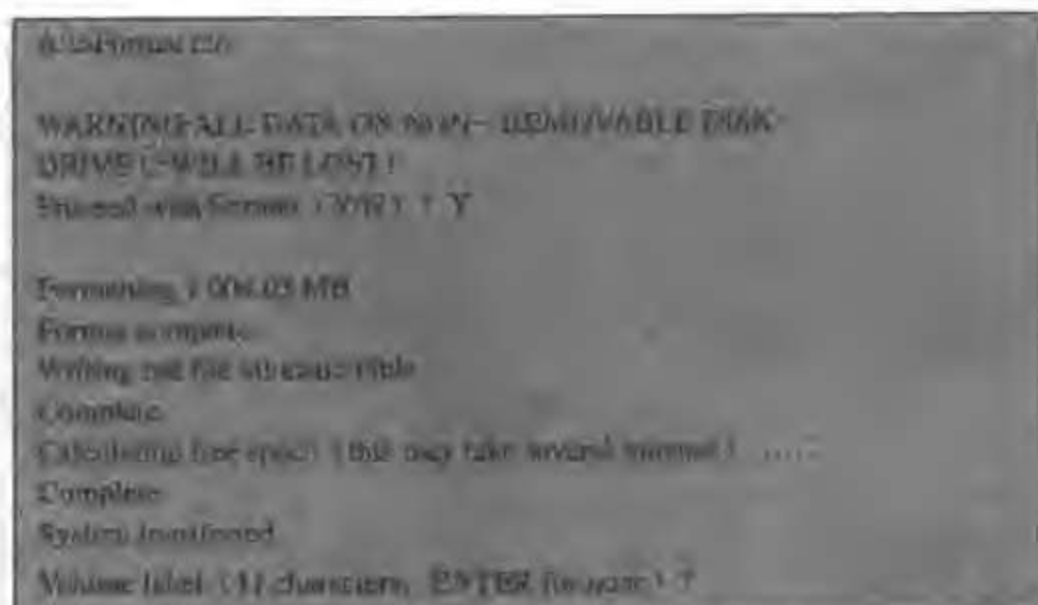 WARNING ALL DATA ON NON- REMOVABLE DISK
DRIVE C WILL BE LOST!
Proceed with Format (Y/N) ? Y
Formatting MB
Format complete
Writing out file
Complete
Calculating free space (this may take several minutes) ......
Complete
System transferred
Volume label (11 characters, ENTER for none) ?